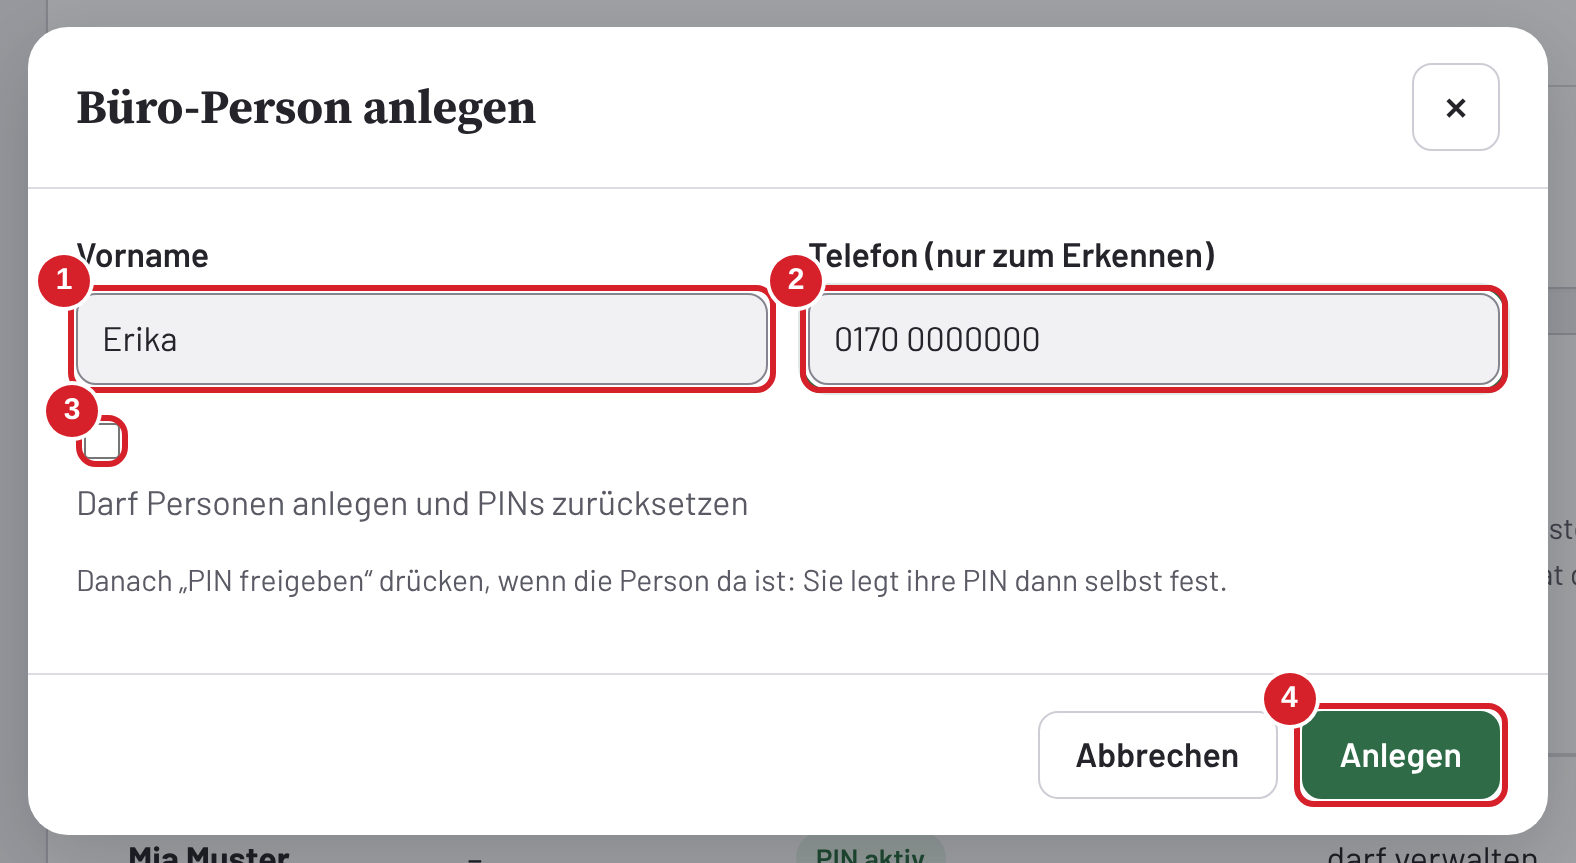 Büro-Person anlegen
×
Vorname
Telefon (nur zum Erkennen)
1
2
Erika
0170 0000000
3
Darf Personen anlegen und PINs zurücksetzen
Danach „PIN freigeben“ drücken, wenn die Person da ist: Sie legt ihre PIN dann selbst fest.
4
Abbrechen
Anlegen
Mia Muster
–
PIN aktiv
darf verwalten